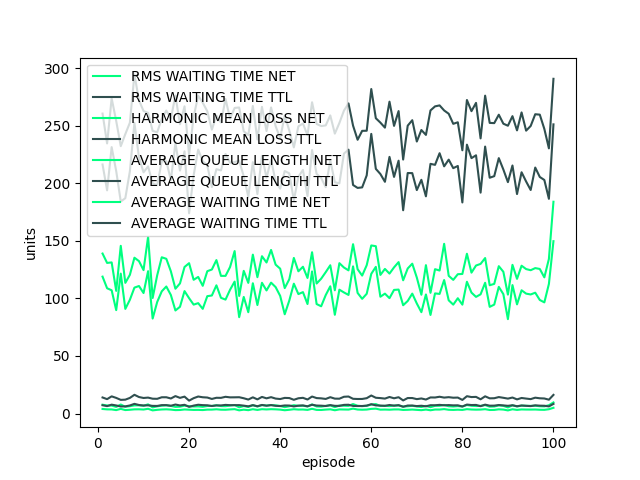 300
250
200
150
100
50
0
units
RMS WAITING TIME NET
RMS WAITING TIME TTL
HARMONIC MEAN LOSS NET
HARMONIC MEAN LOSS TTL
AVERAGE QUEUE LENGTH NET
AVERAGE QUEUE LENGTH TTL
AVERAGE WAITING TIME NET
AVERAGE WAITING TIME TTL
0 20 40 60 80 100
episode